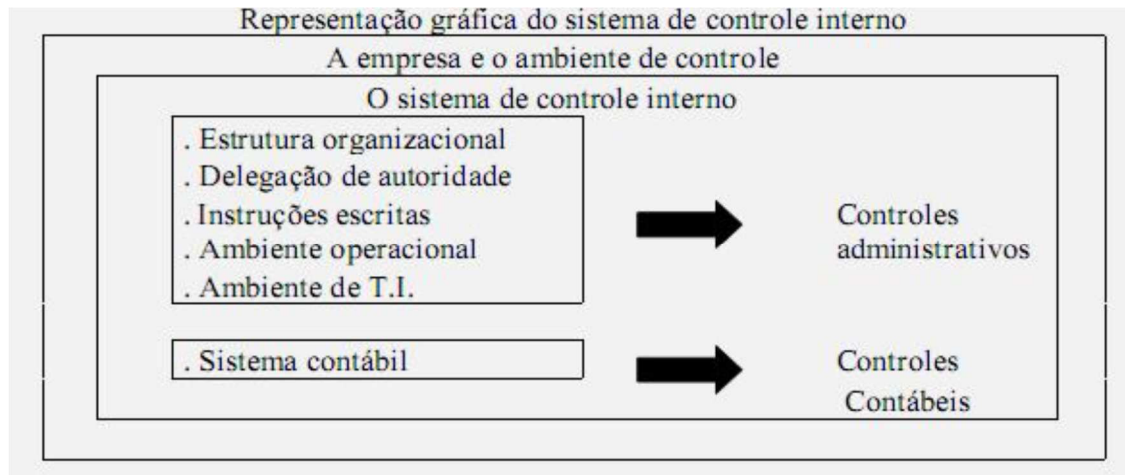 Representação gráfica do sistema de controle interno
A empresa e o ambiente de controle
O sistema de controle interno
. Estrutura organizacional
. Delegação de autoridade
. Instruções escritas
. Ambiente operacional
. Ambiente de T.I.
Controles
administrativos
. Sistema contábil
Controles
Contábeis